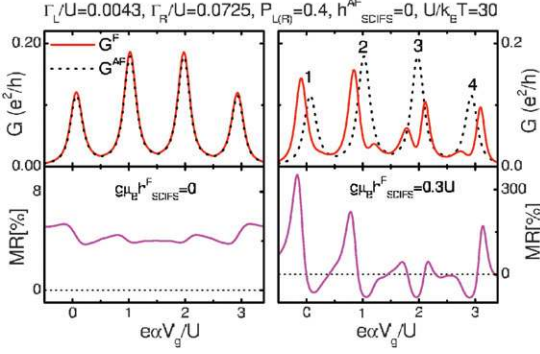 Γ_L/U=0.0043, Γ_R/U=0.0725, P_L(R)=0.4, h^AF_SCIFS=0, U/k_BT=30
G (e²/h)
0.20
0.00
G^F
G^AF
1
2
3
4
0.2
0.0
G (e²/h)
MR[%]
8
0
gμ_Bh^F_SCIFS=0
gμ_Bh^F_SCIFS=0.3U
300
0
MR[%]
0 1 2 3
0 1 2 3
eαV_g/U
eαV_g/U